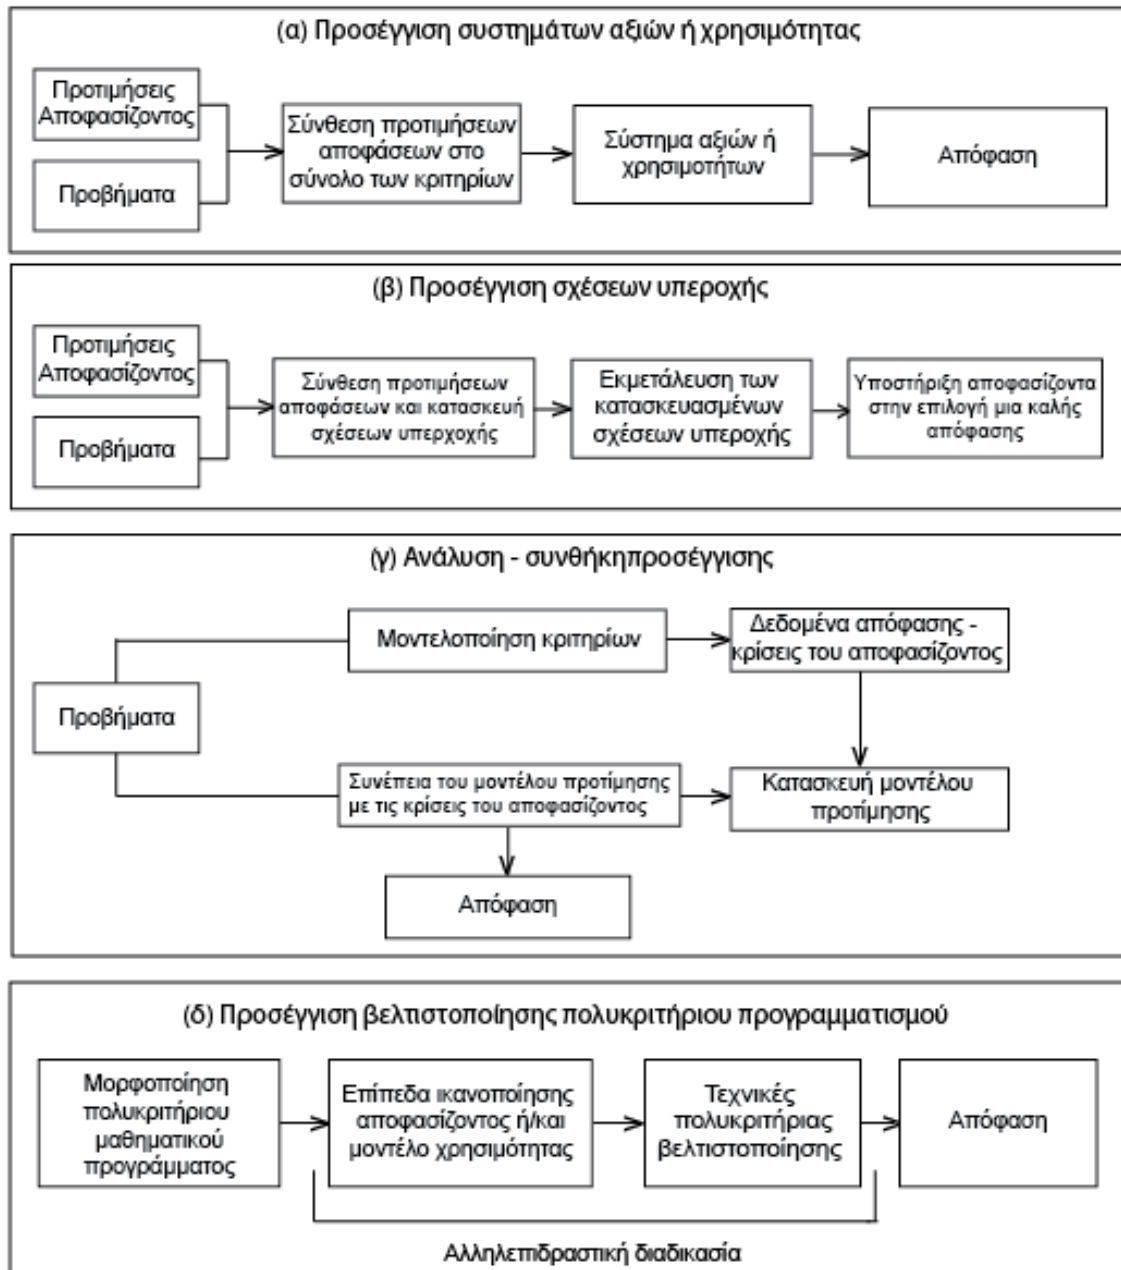 (α) Προσέγγιση συστημάτων αξιών ή χρησιμότητας
Προτιμήσεις
Αποφασίζοντος
Προβήματα
Σύνθεση προτιμήσεων
αποφάσεων στο
σύνολο των κριτηρίων
Σύστημα αξιών ή
χρησιμοτήτων
Απόφαση
(β) Προσέγγιση σχέσεων υπεροχής
Προτιμήσεις
Αποφασίζοντος
Προβήματα
Σύνθεση προτιμήσεων
αποφάσεων και κατασκευή
σχέσεων υπερχοχής
Εκμετάλευση των
κατασκευασμένων
σχέσεων υπεροχής
Υποστήριξη αποφασίζοντα
στην επιλογή μια καλής
απόφασης
(γ) Ανάλυση - συνθήκηπροσέγγισης
Προβήματα
Μοντελοποίηση κριτηρίων
Δεδομένα απόφασης -
κρίσεις του αποφασίζοντος
Συνέπεια του μοντέλου προτίμησης
με τις κρίσεις του αποφασίζοντος
Κατασκευή μοντέλου
προτίμησης
Απόφαση
(δ) Προσέγγιση βελτιστοποίησης πολυκριτήριου προγραμματισμού
Μορφοποίηση
πολυκριτήριου
μαθηματικού
προγράμματος
Επίπεδα ικανοποίησης
αποφασίζοντος ή/και
μοντέλο χρησιμότητας
Τεχνικές
πολυκριτήριας
βελτιστοποίησης
Απόφαση
Αλληλεπιδραστική διαδικασία